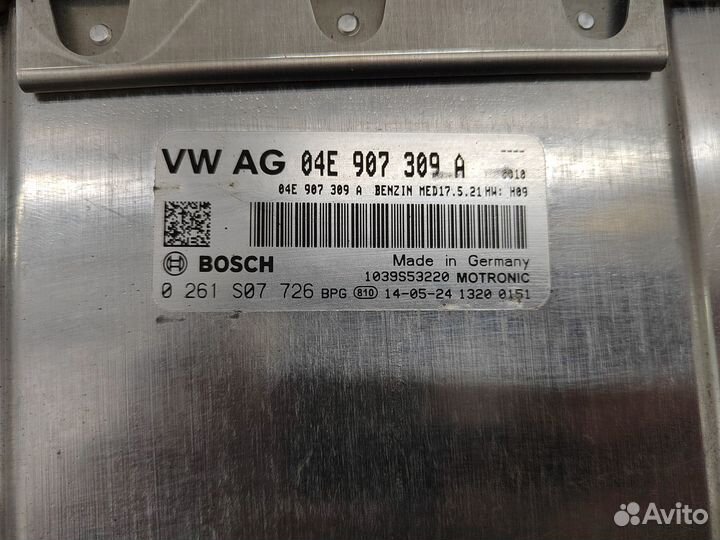 VW AG 04E 907 309 A
----
0010
04E 907 309 A BENZIN MED17.5.21 HW: H09
BOSCH
Made in Germany
1039S53220 MOTRONIC
0 261 S07 726 BPG 810 14-05-24 1320 0151
Avito